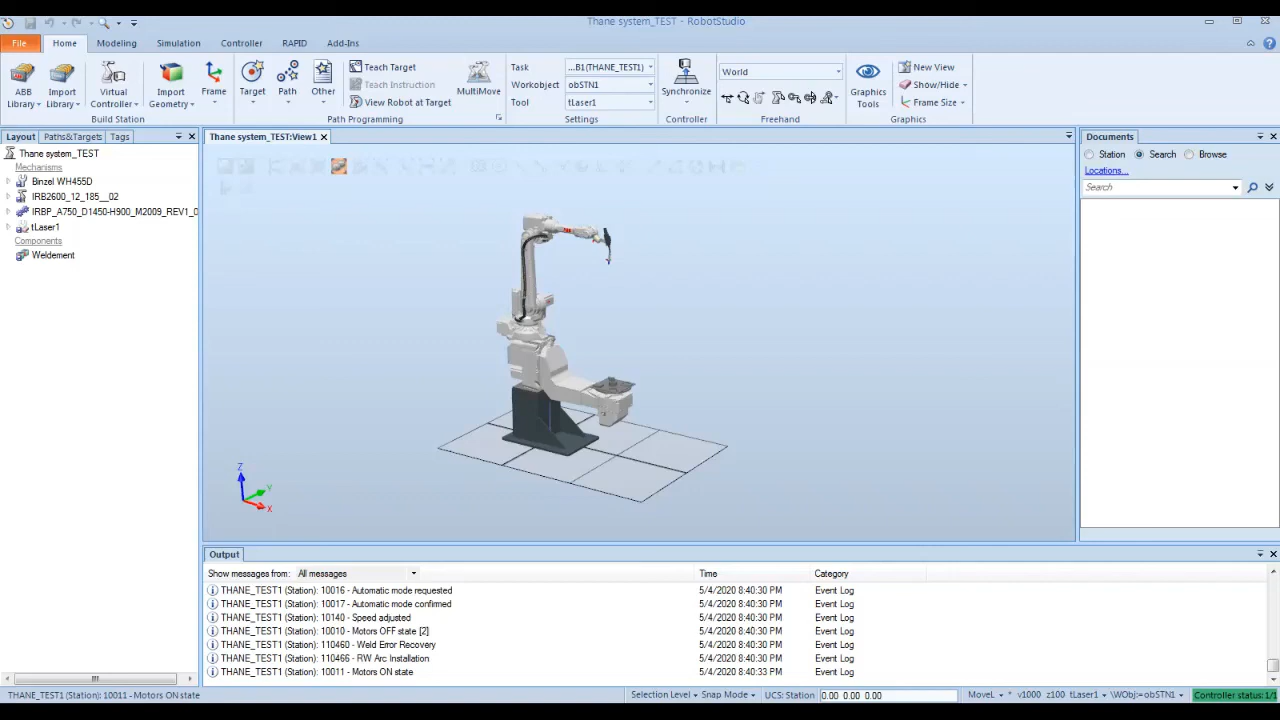 Thane system_TEST - RobotStudio
File Home Modeling Simulation Controller RAPID Add-Ins
ABB Library
Import Library
Virtual Controller
Import Geometry
Frame
Build Station
Target
Path
Other
Teach Target
Teach Instruction
View Robot at Target
MultiMove
Path Programming
Task ...B1(THANE_TEST1)
Workobject obSTN1
Tool tLaser1
Settings
Synchronize
Controller
World
Freehand
Graphics Tools
New View
Show/Hide
Frame Size
Graphics
Layout Paths&Targets Tags
Thane system_TEST
Mechanisms
Binzel WH455D
IRB2600_12_185__02
IRBP_A750_D1450-H900_M2009_REV1_0
tLaser1
Components
Weldement
Thane system_TEST:View1
Z
Y
X
Documents
Station Search Browse
Locations...
Search
Output
Show messages from: All messages Time Category
THANE_TEST1 (Station): 10016 - Automatic mode requested 5/4/2020 8:40:30 PM Event Log
THANE_TEST1 (Station): 10017 - Automatic mode confirmed 5/4/2020 8:40:30 PM Event Log
THANE_TEST1 (Station): 10140 - Speed adjusted 5/4/2020 8:40:30 PM Event Log
THANE_TEST1 (Station): 10010 - Motors OFF state [2] 5/4/2020 8:40:30 PM Event Log
THANE_TEST1 (Station): 110460 - Weld Error Recovery 5/4/2020 8:40:30 PM Event Log
THANE_TEST1 (Station): 110466 - RW Arc Installation 5/4/2020 8:40:30 PM Event Log
THANE_TEST1 (Station): 10011 - Motors ON state 5/4/2020 8:40:33 PM Event Log
THANE_TEST1 (Station): 10011 - Motors ON state Selection Level Snap Mode UCS: Station 0.00 0.00 0.00 MoveL * v1000 z100 tLaser1 \WObj:=obSTN1 Controller status: 1/1